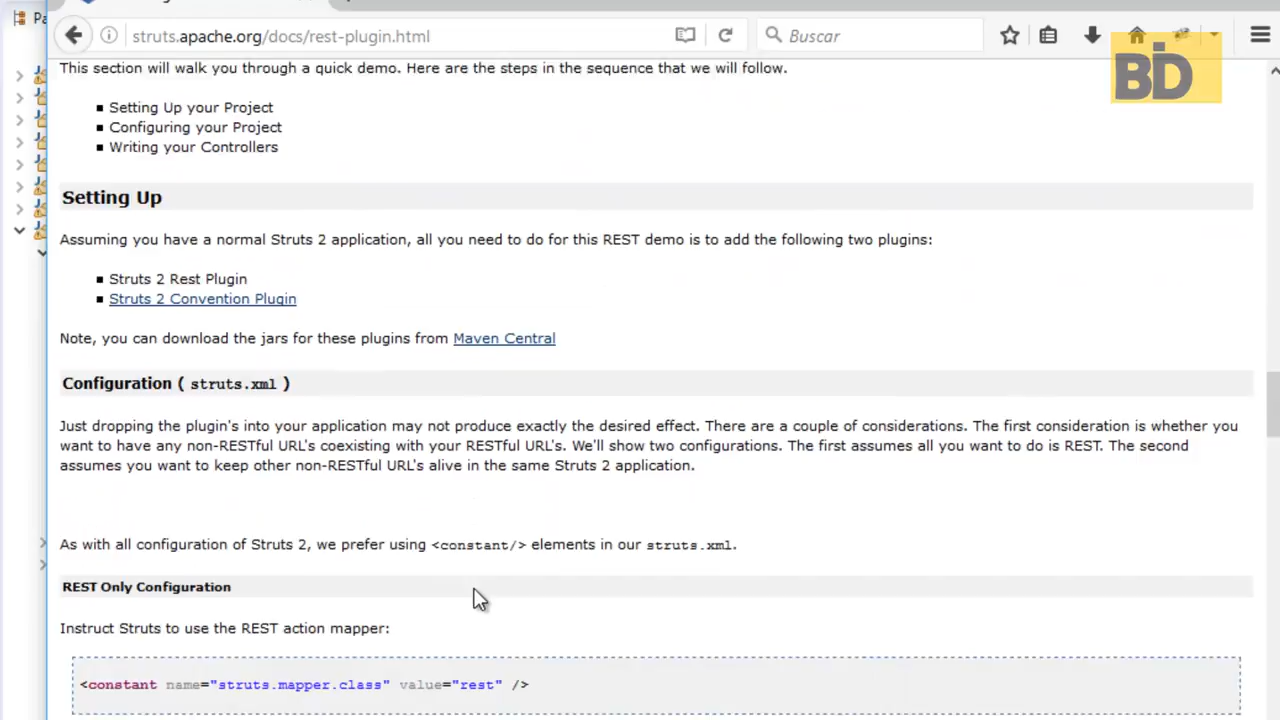 Pa
struts.apache.org/docs/rest-plugin.html
Buscar
BD
This section will walk you through a quick demo. Here are the steps in the sequence that we will follow.
Setting Up your Project
Configuring your Project
Writing your Controllers
Setting Up
Assuming you have a normal Struts 2 application, all you need to do for this REST demo is to add the following two plugins:
Struts 2 Rest Plugin
Struts 2 Convention Plugin
Note, you can download the jars for these plugins from Maven Central
Configuration ( struts.xml )
Just dropping the plugin's into your application may not produce exactly the desired effect. There are a couple of considerations. The first consideration is whether you
want to have any non-RESTful URL's coexisting with your RESTful URL's. We'll show two configurations. The first assumes all you want to do is REST. The second
assumes you want to keep other non-RESTful URL's alive in the same Struts 2 application.
As with all configuration of Struts 2, we prefer using <constant/> elements in our struts.xml.
REST Only Configuration
Instruct Struts to use the REST action mapper:
<constant name="struts.mapper.class" value="rest" />